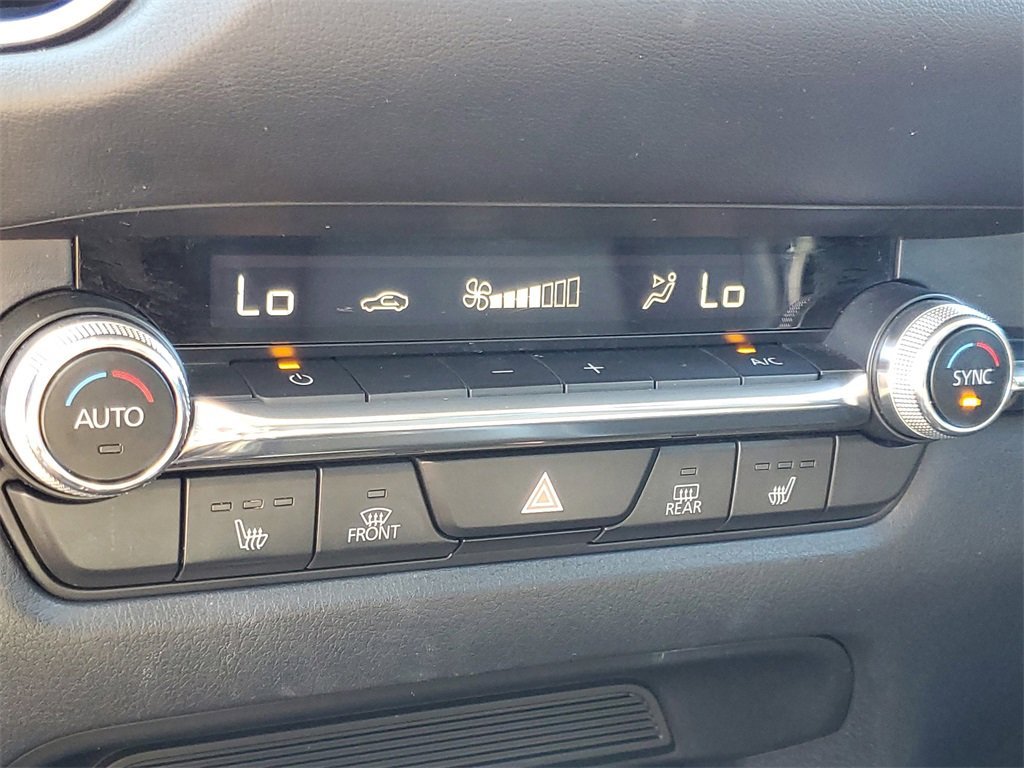 Lo Lo
− + A/C
AUTO SYNC
FRONT REAR